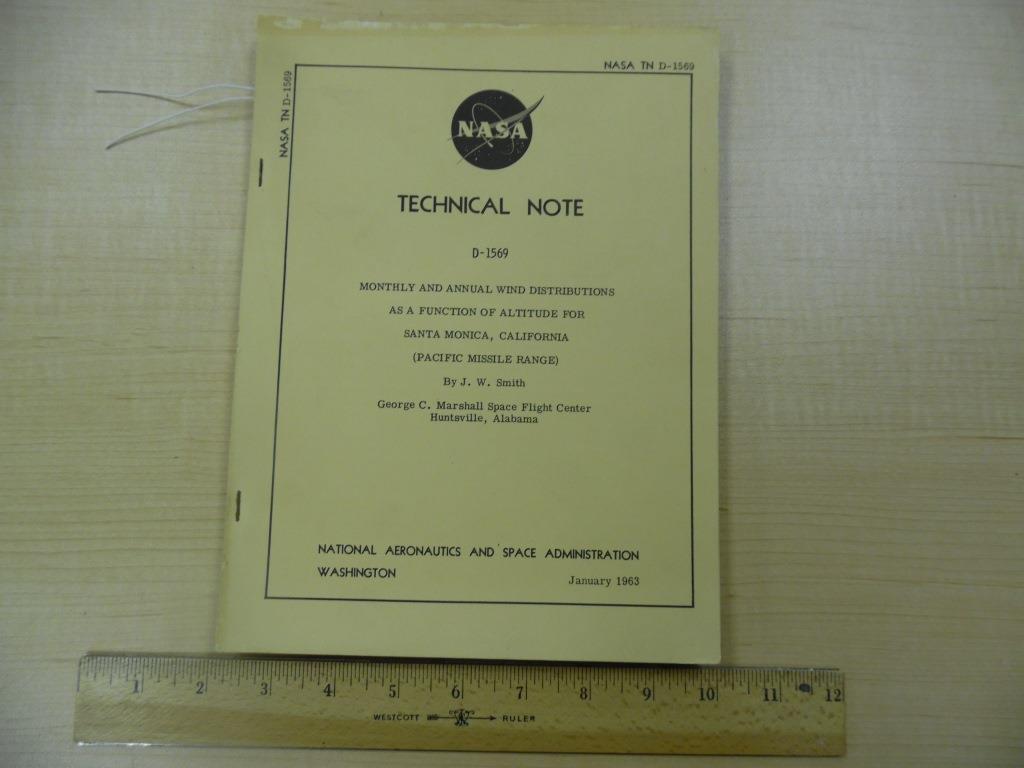 NASA TN D-1569
NASA TN D-1569
NASA
TECHNICAL NOTE
D-1569
MONTHLY AND ANNUAL WIND DISTRIBUTIONS
AS A FUNCTION OF ALTITUDE FOR
SANTA MONICA, CALIFORNIA
(PACIFIC MISSILE RANGE)
By J. W. Smith
George C. Marshall Space Flight Center
Huntsville, Alabama
NATIONAL AERONAUTICS AND SPACE ADMINISTRATION
WASHINGTON
January 1963
1 2 3 4 5 6 7 8 9 10 11 12
WESTCOTT RULER